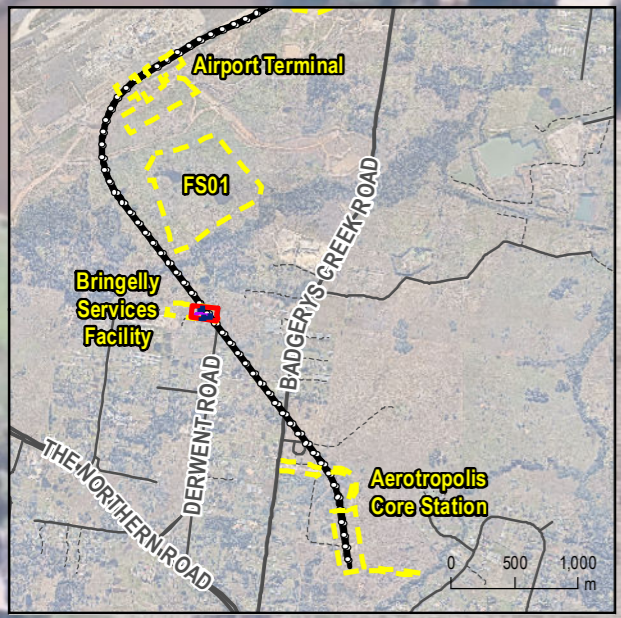 Airport Terminal
FS01
BADGERYS CREEK ROAD
Bringelly
Services
Facility
DERWENT ROAD
THE NORTHERN ROAD
Aerotropolis
Core Station
0 500 1,000
m